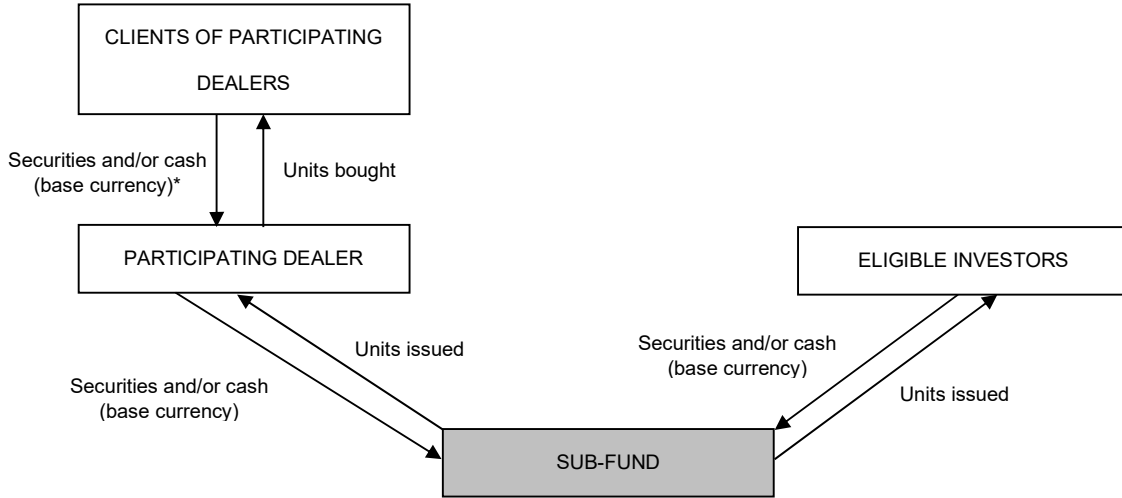 CLIENTS OF PARTICIPATING
DEALERS
Securities and/or cash
(base currency)*
Units bought
PARTICIPATING DEALER
ELIGIBLE INVESTORS
Units issued
Securities and/or cash
(base currency)
Securities and/or cash
(base currency)
Units issued
SUB-FUND